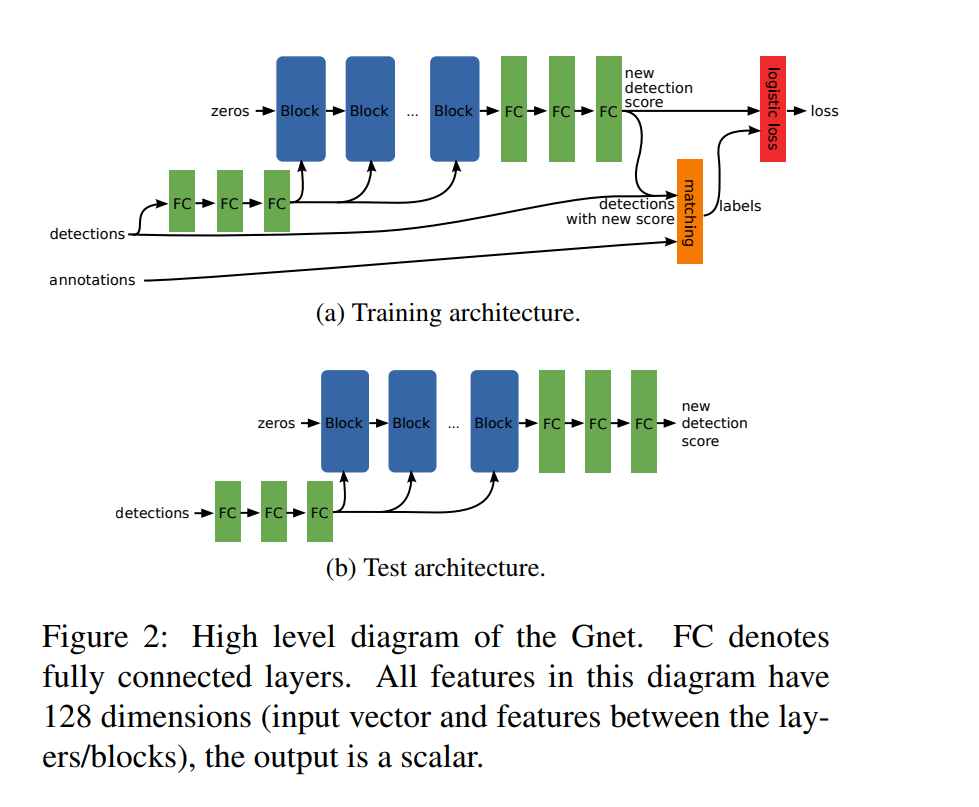 new
detection
score
zeros Block Block ... Block FC FC FC
logistic loss
loss
FC FC FC
detections
with new score
matching
labels
detections
annotations
(a) Training architecture.
zeros Block Block ... Block FC FC FC
new
detection
score
detections FC FC FC
(b) Test architecture.
Figure 2: High level diagram of the Gnet. FC denotes
fully connected layers. All features in this diagram have
128 dimensions (input vector and features between the lay-
ers/blocks), the output is a scalar.